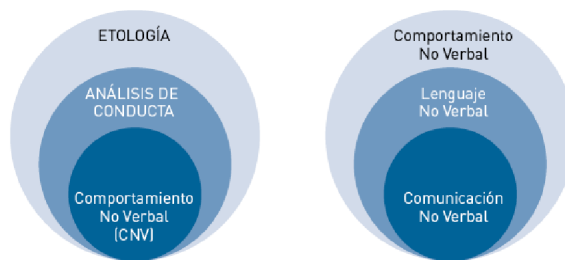 ETOLOGÍA
ANÁLISIS DE
CONDUCTA
Comportamiento
No Verbal
(CNV)
Comportamiento
No Verbal
Lenguaje
No Verbal
Comunicación
No Verbal